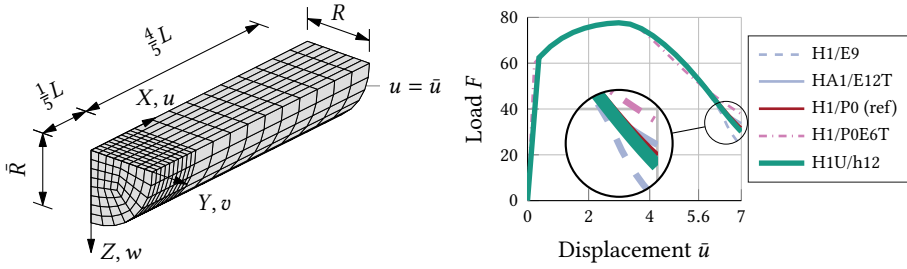 R
4/5 L
1/5 L
X, u
u = ū
R̄
Y, v
Z, w
Load F
80
60
40
20
0
0 2 4 5.6 7
Displacement ū
H1/E9
HA1/E12T
H1/P0 (ref)
H1/P0E6T
H1U/h12